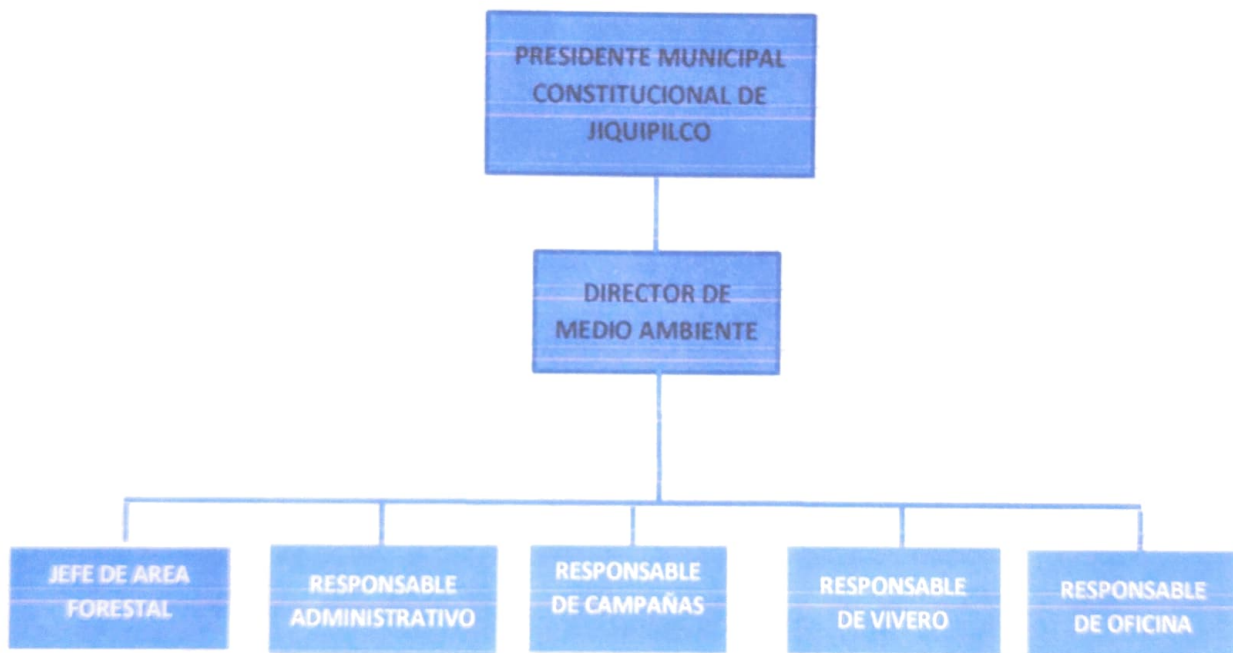 PRESIDENTE MUNICIPAL
CONSTITUCIONAL DE
JIQUIPILCO
DIRECTOR DE
MEDIO AMBIENTE
JEFE DE AREA
FORESTAL
RESPONSABLE
ADMINISTRATIVO
RESPONSABLE
DE CAMPAÑAS
RESPONSABLE
DE VIVERO
RESPONSABLE
DE OFICINA